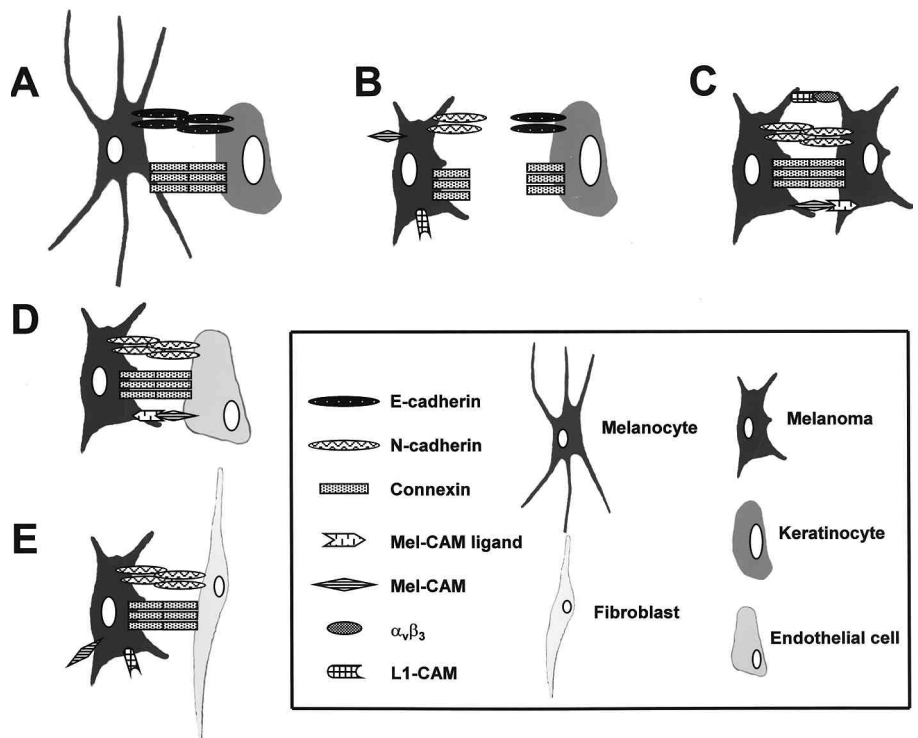 A
B
C
D
E
E-cadherin
N-cadherin
Connexin
Mel-CAM ligand
Mel-CAM
αvβ3
L1-CAM
Melanocyte
Fibroblast
Melanoma
Keratinocyte
Endothelial cell